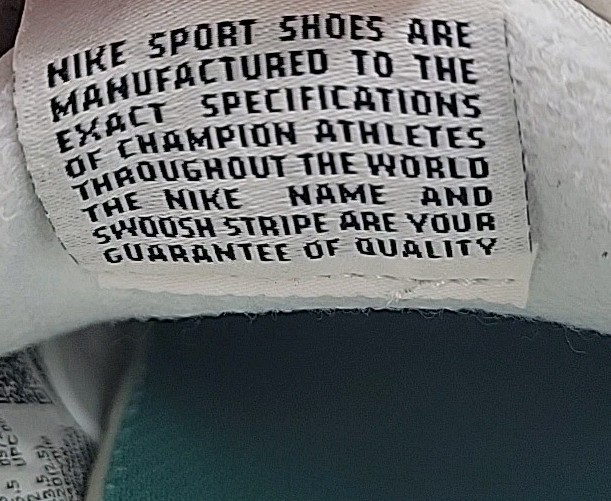 NIKE SPORT SHOES ARE
MANUFACTURED TO THE
EXACT SPECIFICATIONS
OF CHAMPION ATHLETES
THROUGHOUT THE WORLD
THE NIKE NAME AND
SWOOSH STRIPE ARE YOUR
GUARANTEE OF QUALITY
UPC